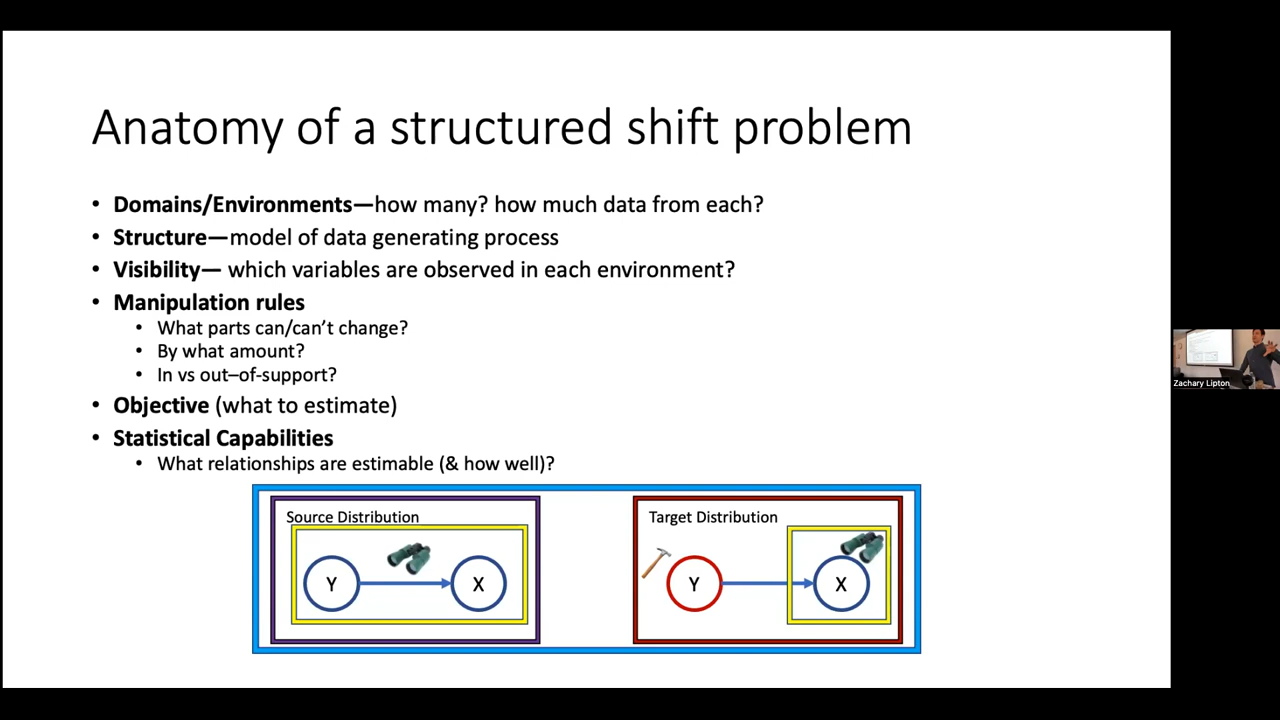 Anatomy of a structured shift problem
• Domains/Environments—how many? how much data from each?
• Structure—model of data generating process
• Visibility— which variables are observed in each environment?
• Manipulation rules
• What parts can/can't change?
• By what amount?
• In vs out–of-support?
• Objective (what to estimate)
• Statistical Capabilities
• What relationships are estimable (& how well)?
Source Distribution
Y
X
Target Distribution
Y
X
Zachary Lipton